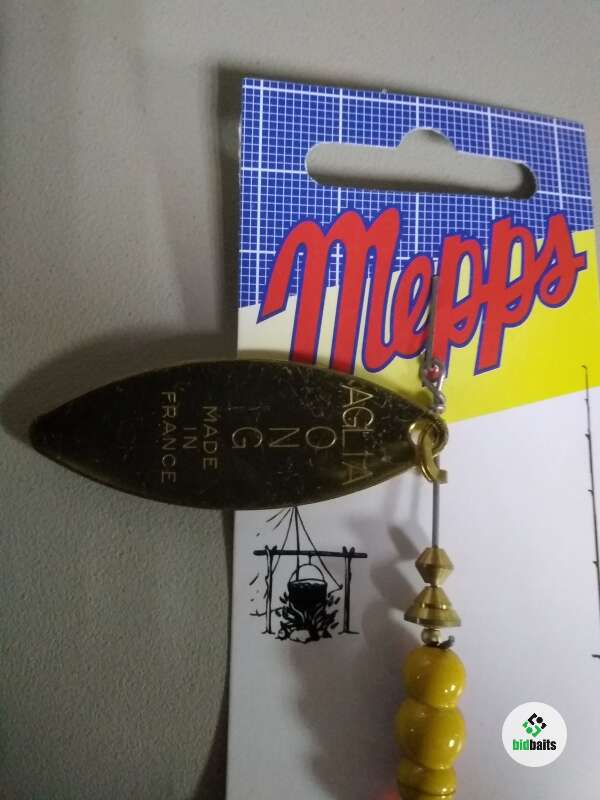 Mepps
AGLIA
O
N
G
MADE
IN
FRANCE
bidbaits